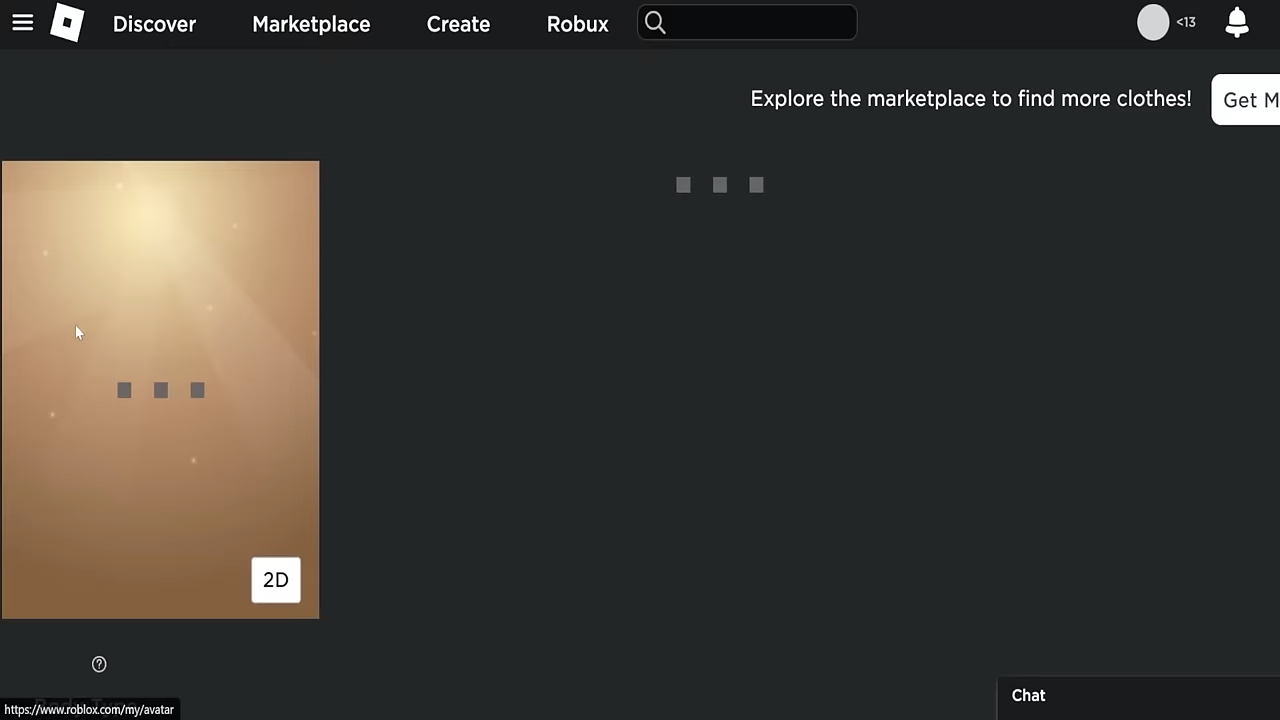 Discover Marketplace Create Robux <13
Explore the marketplace to find more clothes! Get M
2D
?
Chat
https://www.roblox.com/my/avatar